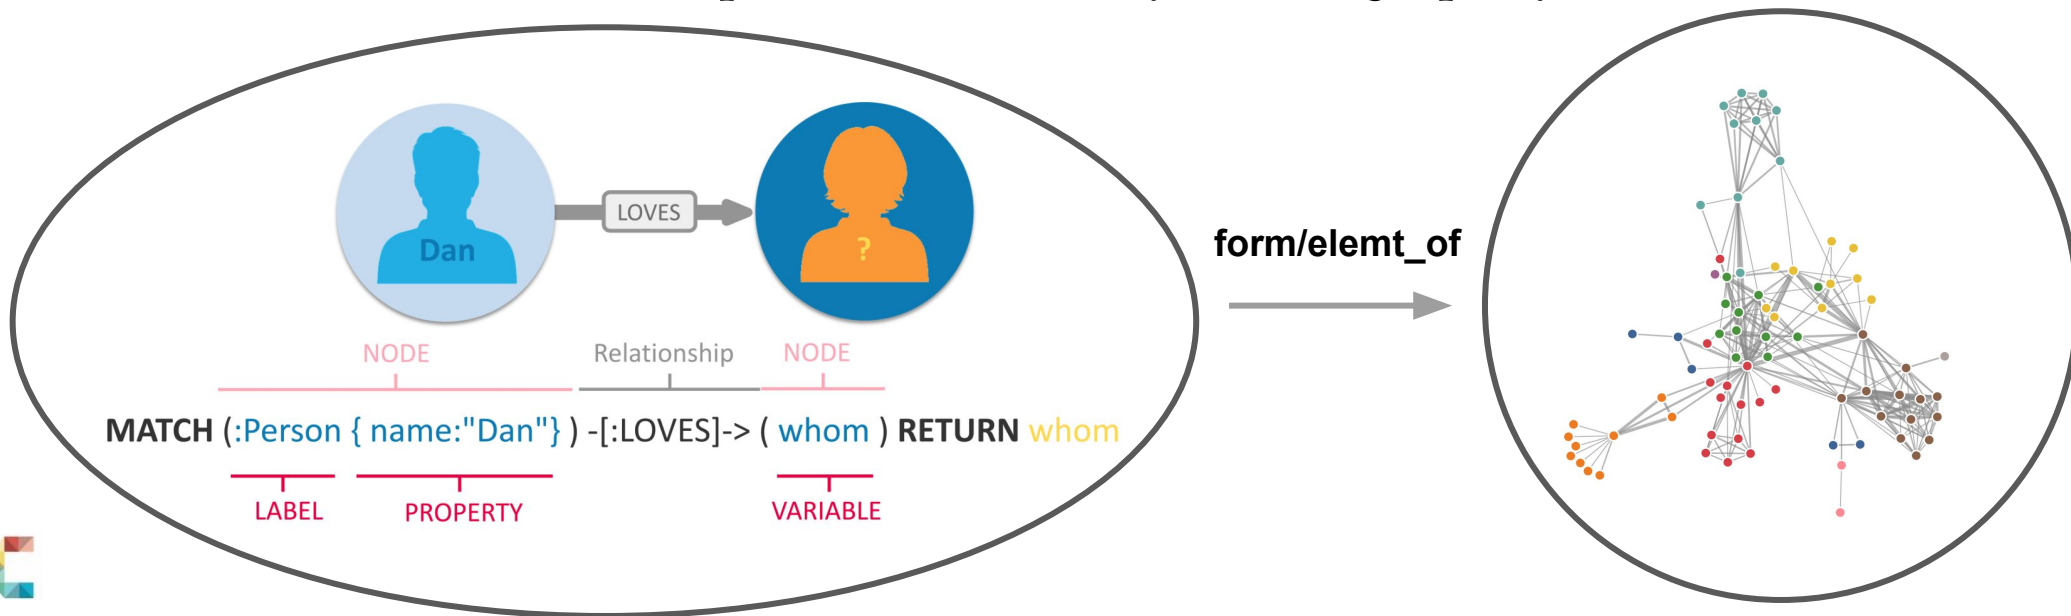 LOVES
Dan
?
form/elemt_of
NODE Relationship NODE
MATCH (:Person { name:"Dan"} ) -[:LOVES]-> ( whom ) RETURN whom
LABEL PROPERTY VARIABLE